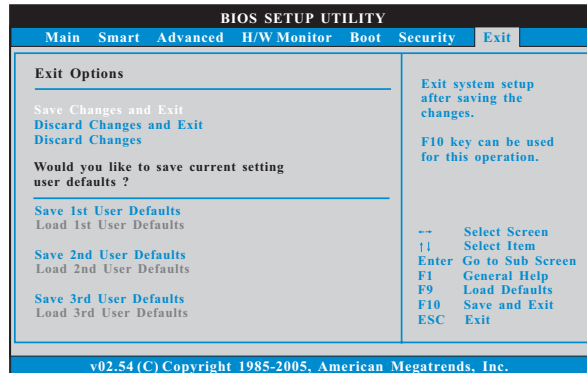 BIOS SETUP UTILITY
Main Smart Advanced H/W Monitor Boot Security Exit
Exit Options
Save Changes and Exit
Discard Changes and Exit
Discard Changes
Would you like to save current setting
user defaults ?
Save 1st User Defaults
Load 1st User Defaults
Save 2nd User Defaults
Load 2nd User Defaults
Save 3rd User Defaults
Load 3rd User Defaults
Exit system setup
after saving the
changes.
F10 key can be used
for this operation.
←→ Select Screen
↑↓ Select Item
Enter Go to Sub Screen
F1 General Help
F9 Load Defaults
F10 Save and Exit
ESC Exit
v02.54 (C) Copyright 1985-2005, American Megatrends, Inc.